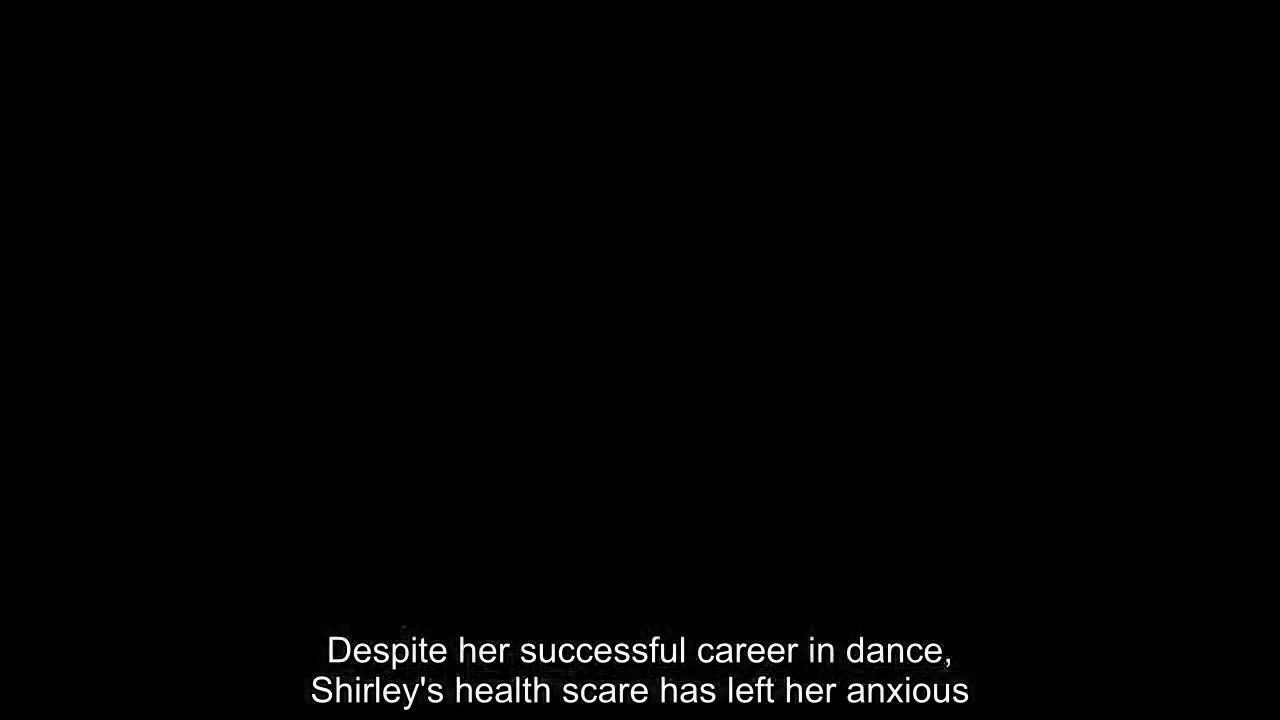 Despite her successful career in dance,
Shirley's health scare has left her anxious